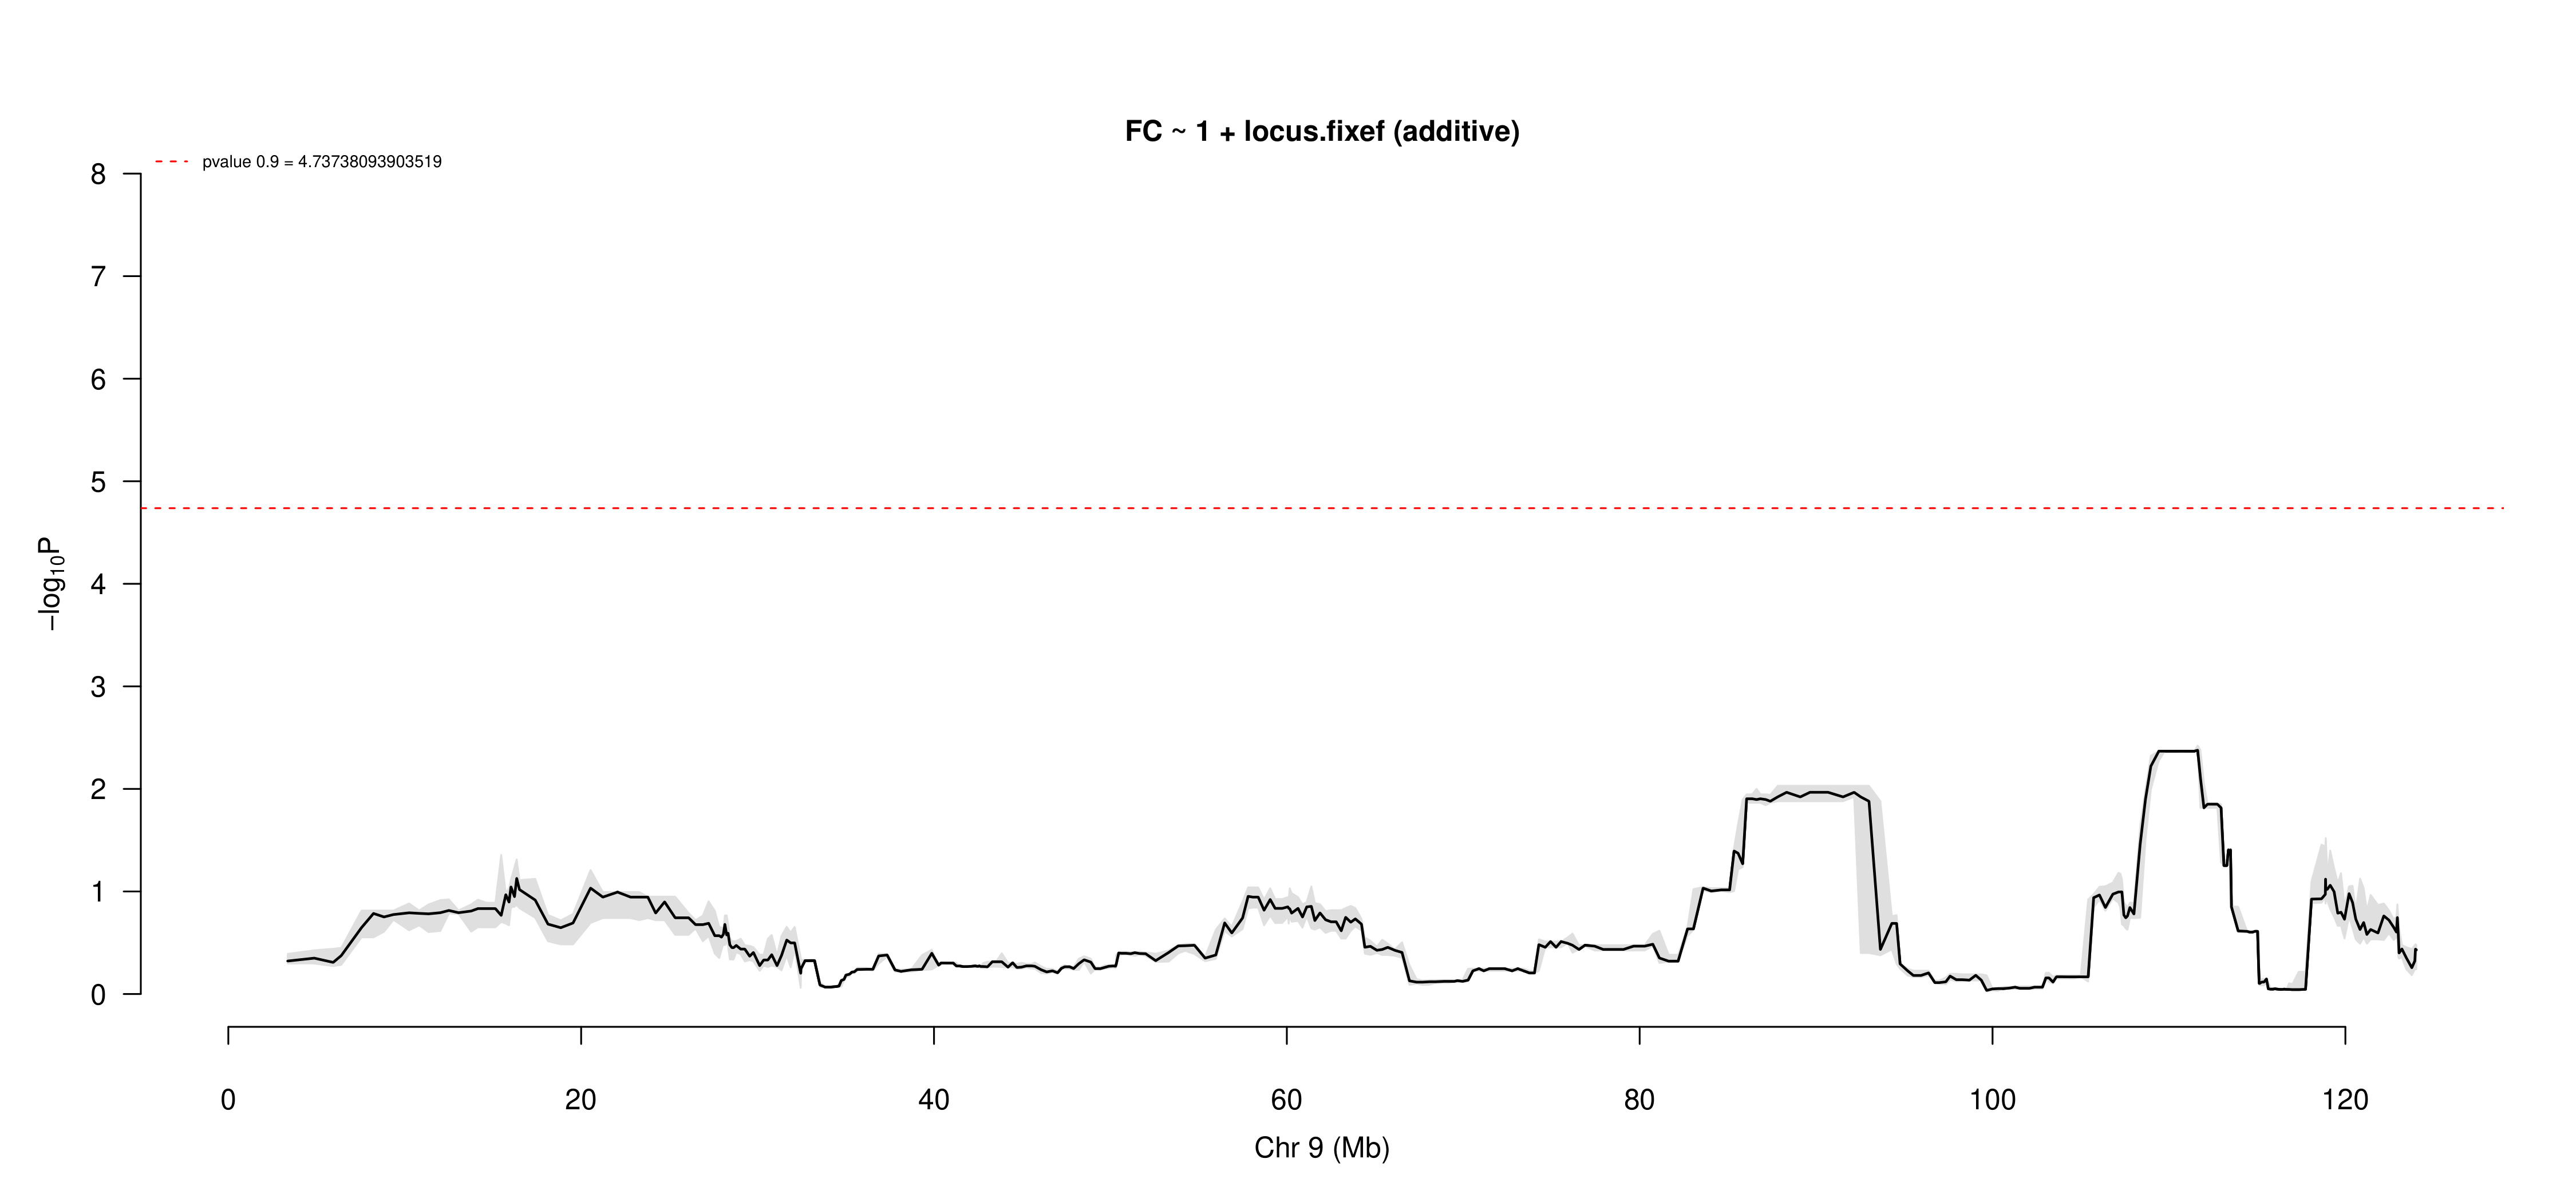 FC ~ 1 + locus.fixef (additive)
pvalue 0.9 = 4.73738093903519
8
7
6
5
4
3
2
1
0
−log10P
0 20 40 60 80 100 120
Chr 9 (Mb)